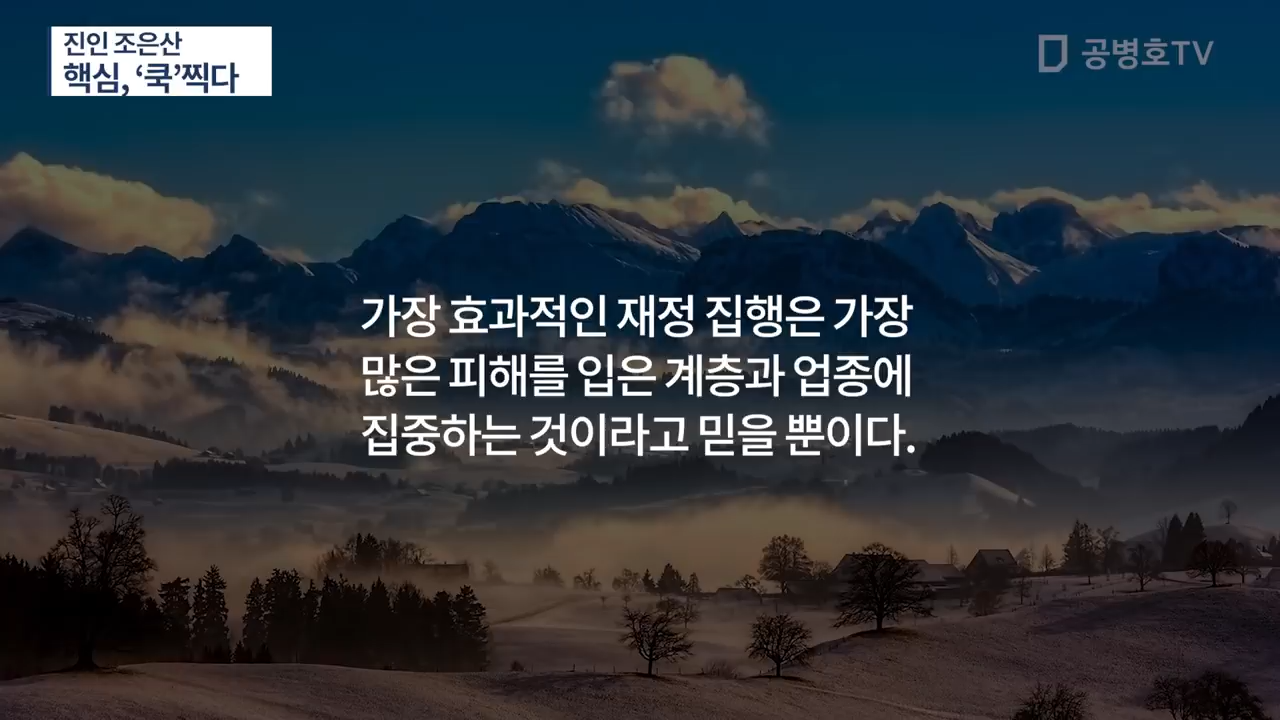 진인 조은산
핵심, ‘쿡’찍다
공병호TV
가장 효과적인 재정 집행은 가장
많은 피해를 입은 계층과 업종에
집중하는 것이라고 믿을 뿐이다.